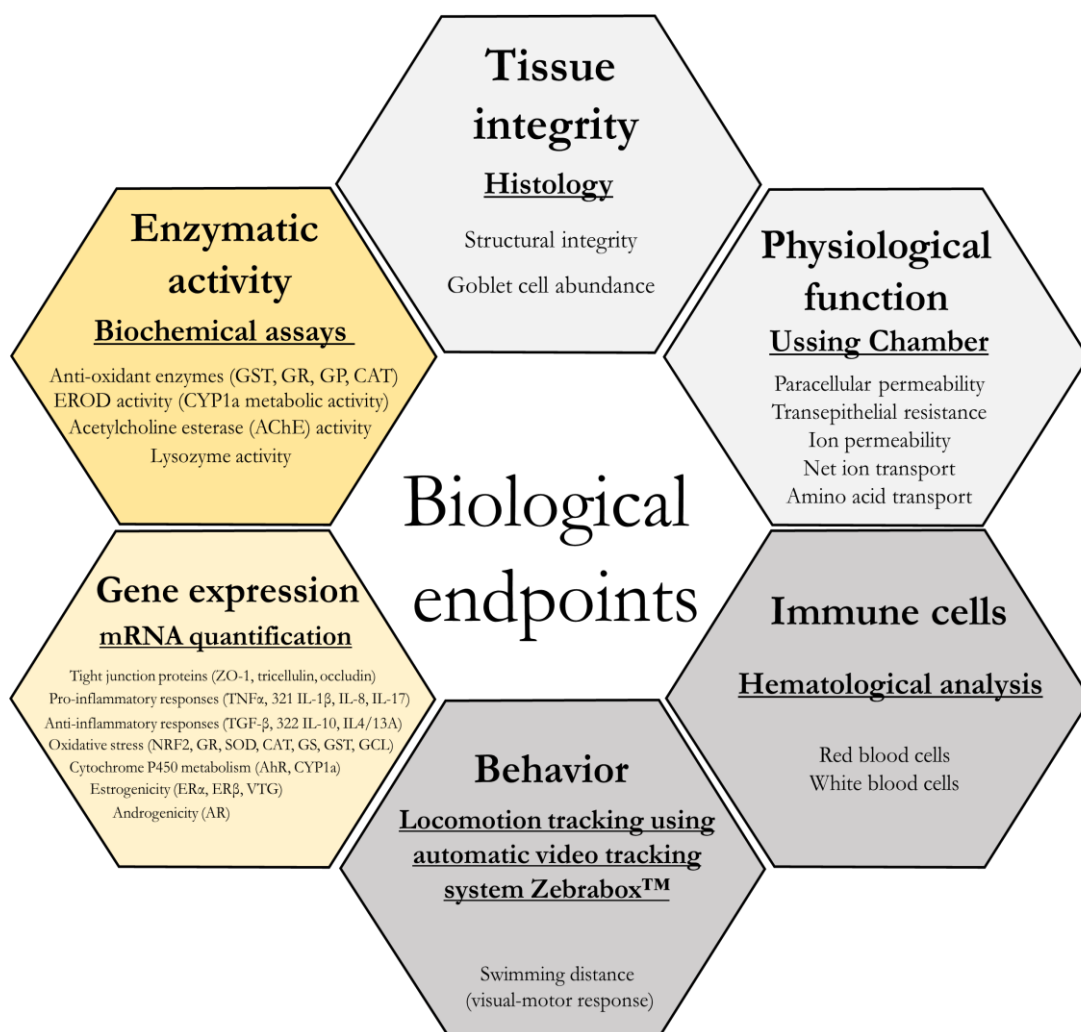 Tissue
integrity
Histology
Structural integrity
Goblet cell abundance
Enzymatic
activity
Biochemical assays
Anti-oxidant enzymes (GST, GR, GP, CAT)
EROD activity (CYP1a metabolic activity)
Acetylcholine esterase (AChE) activity
Lysozyme activity
Physiological
function
Ussing Chamber
Paracellular permeability
Transepithelial resistance
Ion permeability
Net ion transport
Amino acid transport
Biological
endpoints
Gene expression
mRNA quantification
Tight junction proteins (ZO-1, tricellulin, occludin)
Pro-inflammatory responses (TNFα, 321 IL-1β, IL-8, IL-17)
Anti-inflammatory responses (TGF-β, 322 IL-10, IL4/13A)
Oxidative stress (NRF2, GR, SOD, CAT, GS, GST, GCL)
Cytochrome P450 metabolism (AhR, CYP1a)
Estrogenicity (ERα, ERβ, VTG)
Androgenicity (AR)
Immune cells
Hematological analysis
Red blood cells
White blood cells
Behavior
Locomotion tracking using
automatic video tracking
system Zebrabox™
Swimming distance
(visual-motor response)